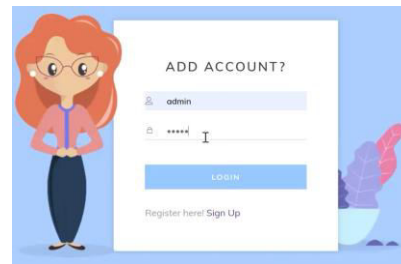 ADD ACCOUNT?
admin
*****
LOGIN
Register here! Sign Up